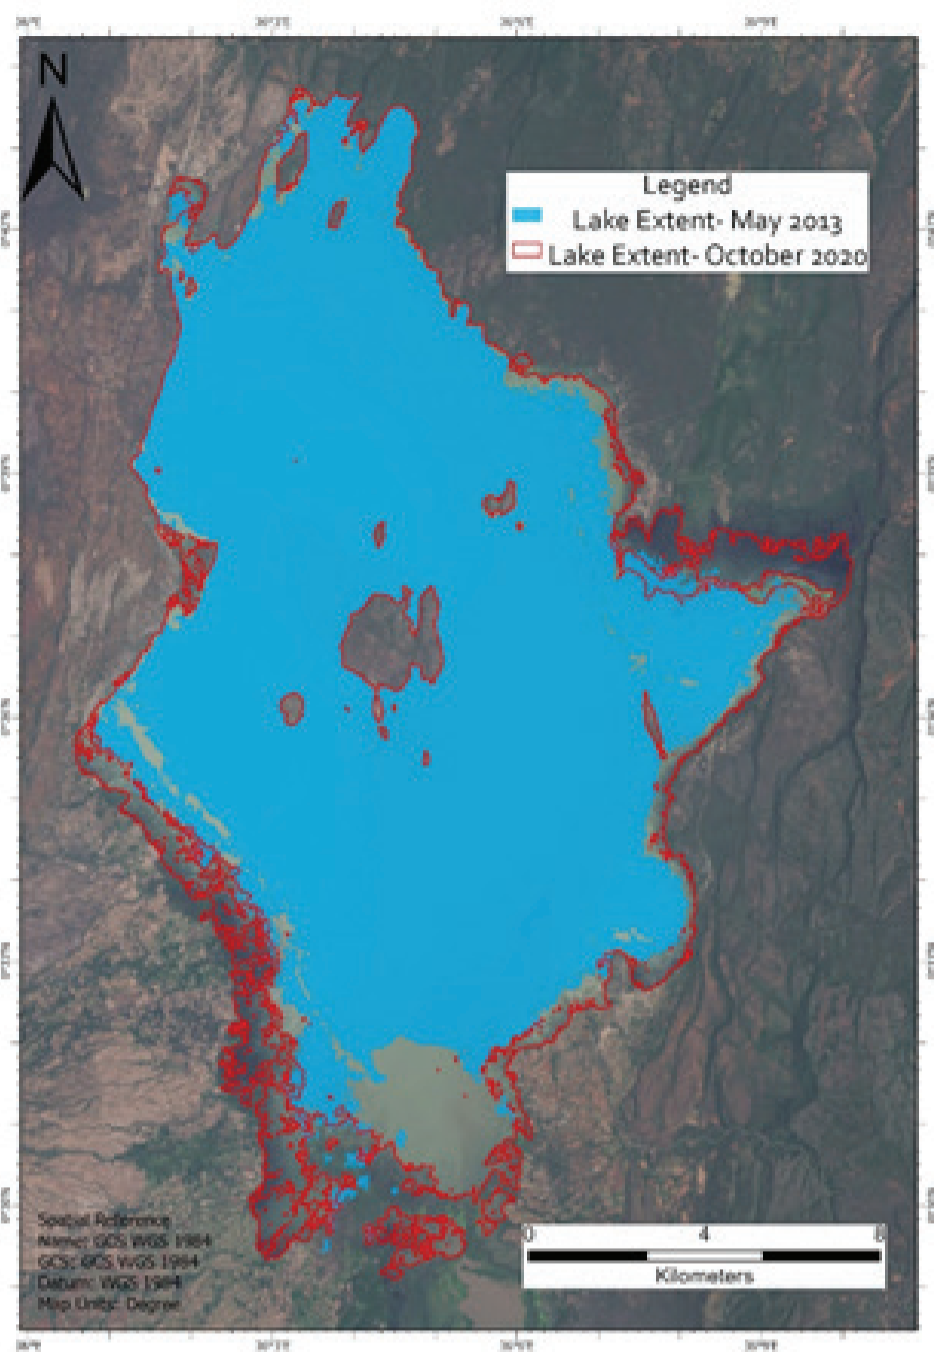 N
Legend
Lake Extent- May 2013
Lake Extent- October 2020
Spatial Reference
Name: GCS WGS 1984
GCS: GCS WGS 1984
Datum: WGS 1984
Map Units: Degree
0 4 8
Kilometers